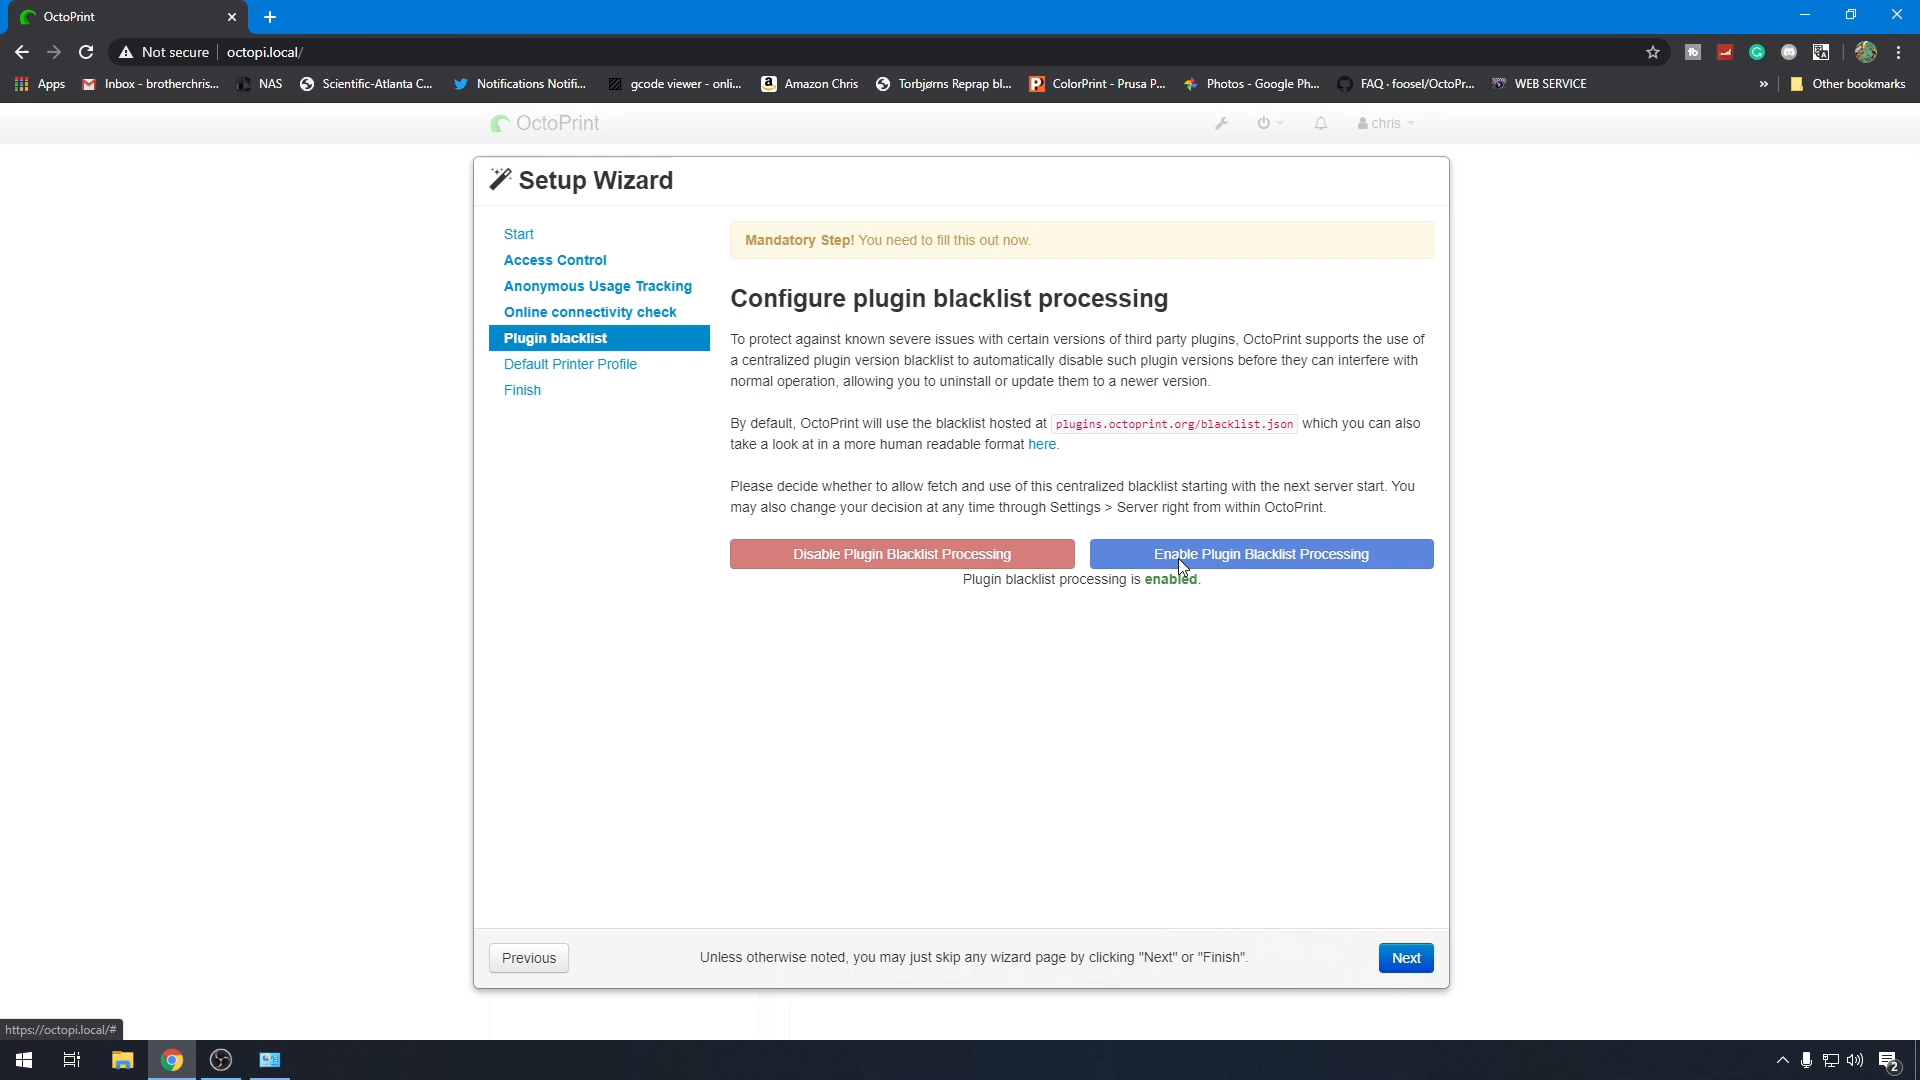 OctoPrint
Not secure
octopi.local/
Apps
Inbox - brotherchris...
NAS
Scientific-Atlanta C...
Notifications Notifi...
gcode viewer - onli...
Amazon Chris
Torbjørns Reprap bl...
ColorPrint - Prusa P...
Photos - Google Ph...
FAQ · foosel/OctoPr...
WEB SERVICE
»
Other bookmarks
OctoPrint
chris
Setup Wizard
Start
Access Control
Anonymous Usage Tracking
Online connectivity check
Plugin blacklist
Default Printer Profile
Finish
Mandatory Step! You need to fill this out now.
Configure plugin blacklist processing
To protect against known severe issues with certain versions of third party plugins, OctoPrint supports the use of
a centralized plugin version blacklist to automatically disable such plugin versions before they can interfere with
normal operation, allowing you to uninstall or update them to a newer version.
By default, OctoPrint will use the blacklist hosted at plugins.octoprint.org/blacklist.json which you can also
take a look at in a more human readable format here.
Please decide whether to allow fetch and use of this centralized blacklist starting with the next server start. You
may also change your decision at any time through Settings > Server right from within OctoPrint.
Disable Plugin Blacklist Processing
Enable Plugin Blacklist Processing
Plugin blacklist processing is enabled.
Previous
Unless otherwise noted, you may just skip any wizard page by clicking "Next" or "Finish".
Next
https://octopi.local/#
2